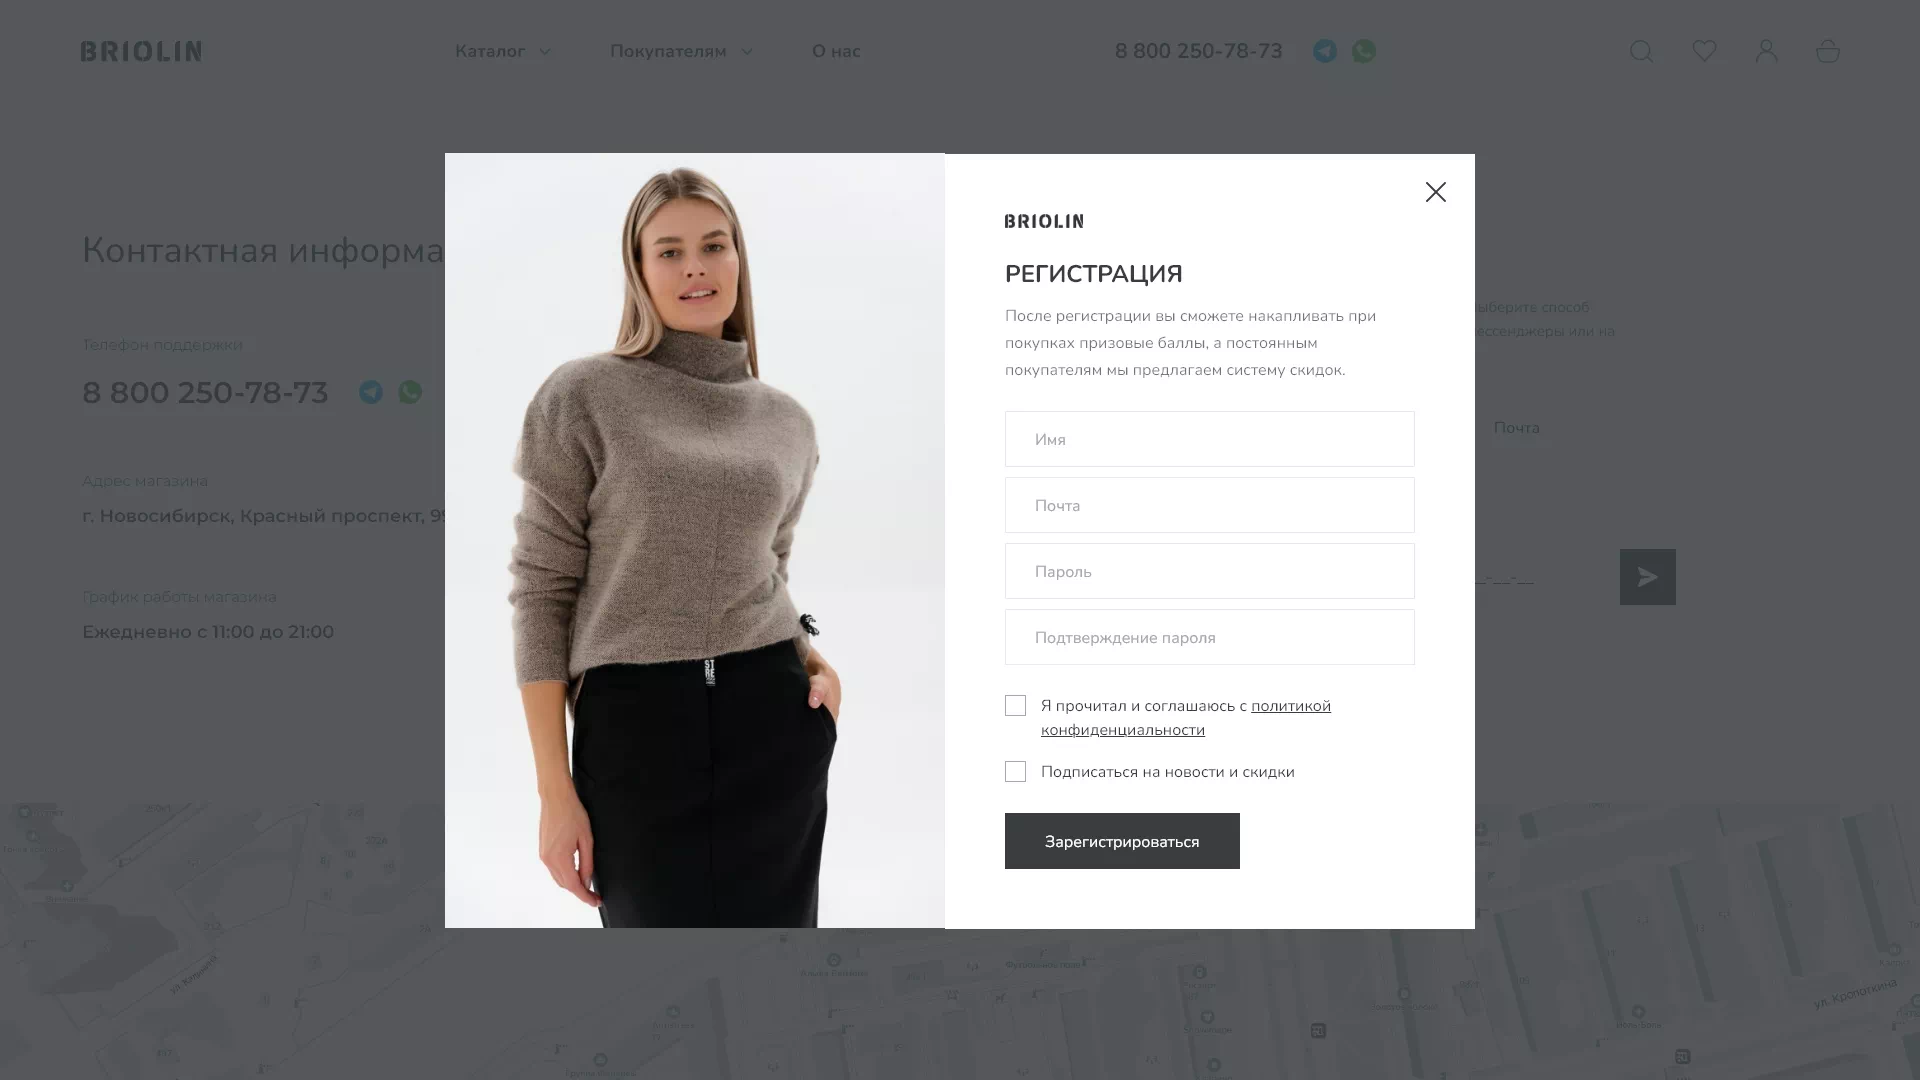 BRIOLIN
Каталог
Покупателям
О нас
8 800 250-78-73
Контактная информа
Телефон поддержки
8 800 250-78-73
Адрес магазина
г. Новосибирск, Красный проспект, 99
График работы магазина
Ежедневно с 11:00 до 21:00
BRIOLIN
РЕГИСТРАЦИЯ
После регистрации вы сможете накапливать при
покупках призовые баллы, а постоянным
покупателям мы предлагаем систему скидок.
Имя
Почта
Пароль
Подтверждение пароля
Я прочитал и соглашаюсь с политикой
конфиденциальности
Подписаться на новости и скидки
Зарегистрироваться
ыберите способ
ессенджеры или на
Почта
ул. Кропоткина